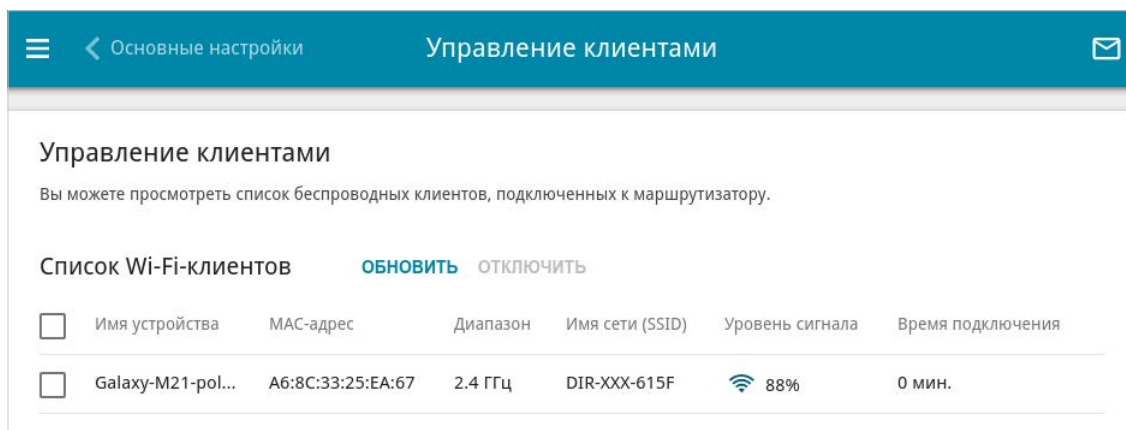 Основные настройки Управление клиентами
Управление клиентами
Вы можете просмотреть список беспроводных клиентов, подключенных к маршрутизатору.
Список Wi-Fi-клиентов ОБНОВИТЬ ОТКЛЮЧИТЬ
Имя устройства MAC-адрес Диапазон Имя сети (SSID) Уровень сигнала Время подключения
Galaxy-M21-pol... A6:8C:33:25:EA:67 2.4 ГГц DIR-XXX-615F 88% 0 мин.